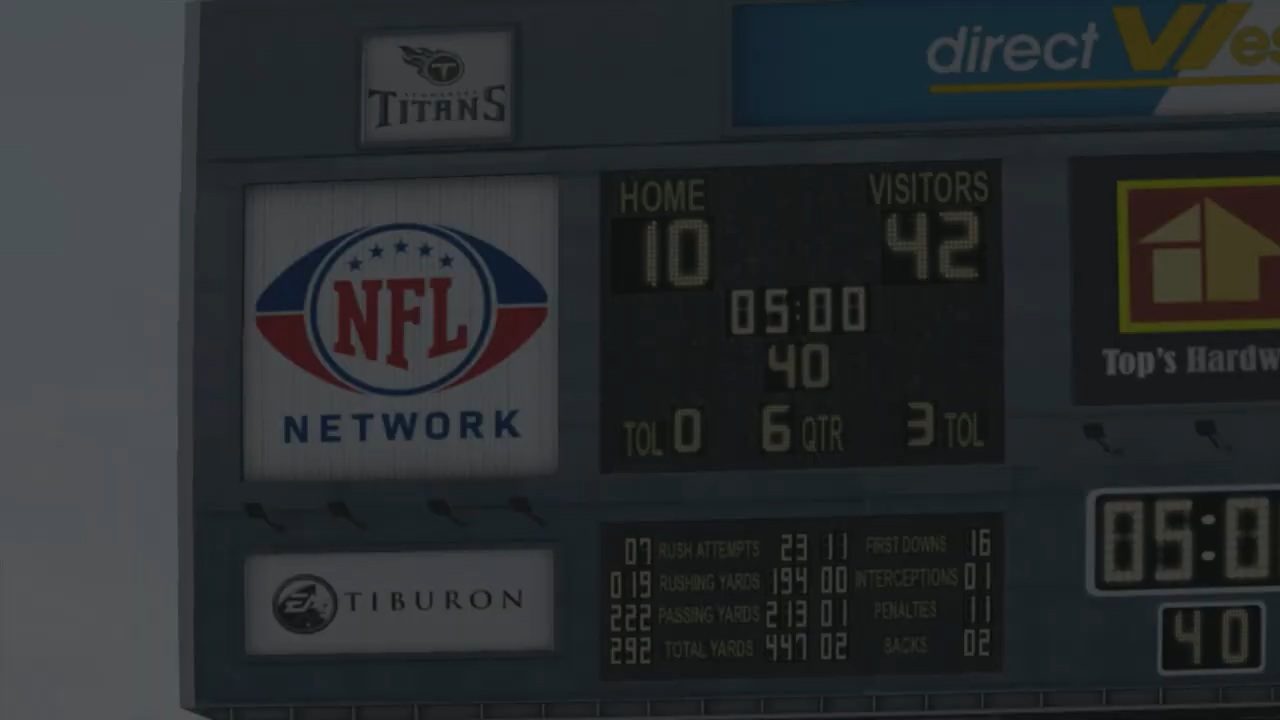 TITANS
direct
HOME
VISITORS
10
42
05:00
40
TOL 0
6 QTR
3 TOL
NFL
NETWORK
Top's Hardw
EA TIBURON
07 RUSH ATTEMPTS 23
11 FIRST DOWNS 16
019 RUSHING YARDS 194
00 INTERCEPTIONS 01
222 PASSING YARDS 213
01 PENALTIES 11
292 TOTAL YARDS 447
02 SACKS 02
05:0
40